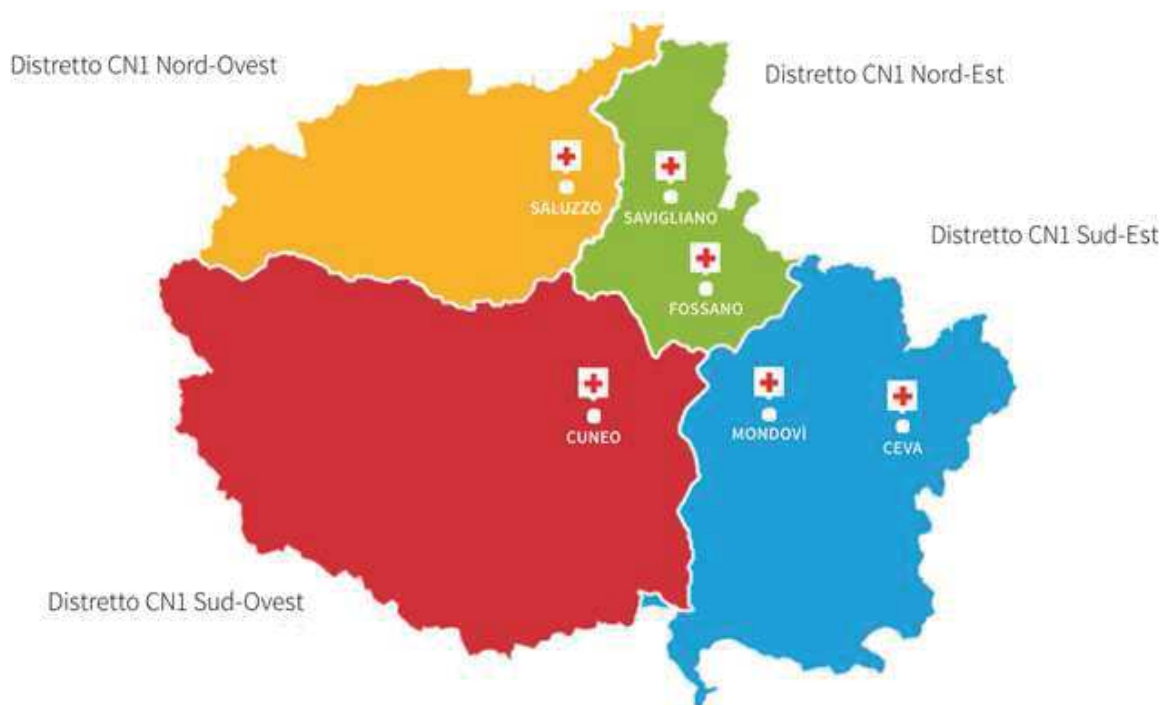 Distretto CN1 Nord-Ovest
Distretto CN1 Nord-Est
SALUZZO
SAVIGLIANO
Distretto CN1 Sud-Est
FOSSANO
CUNEO
MONDOVÌ
CEVA
Distretto CN1 Sud-Ovest